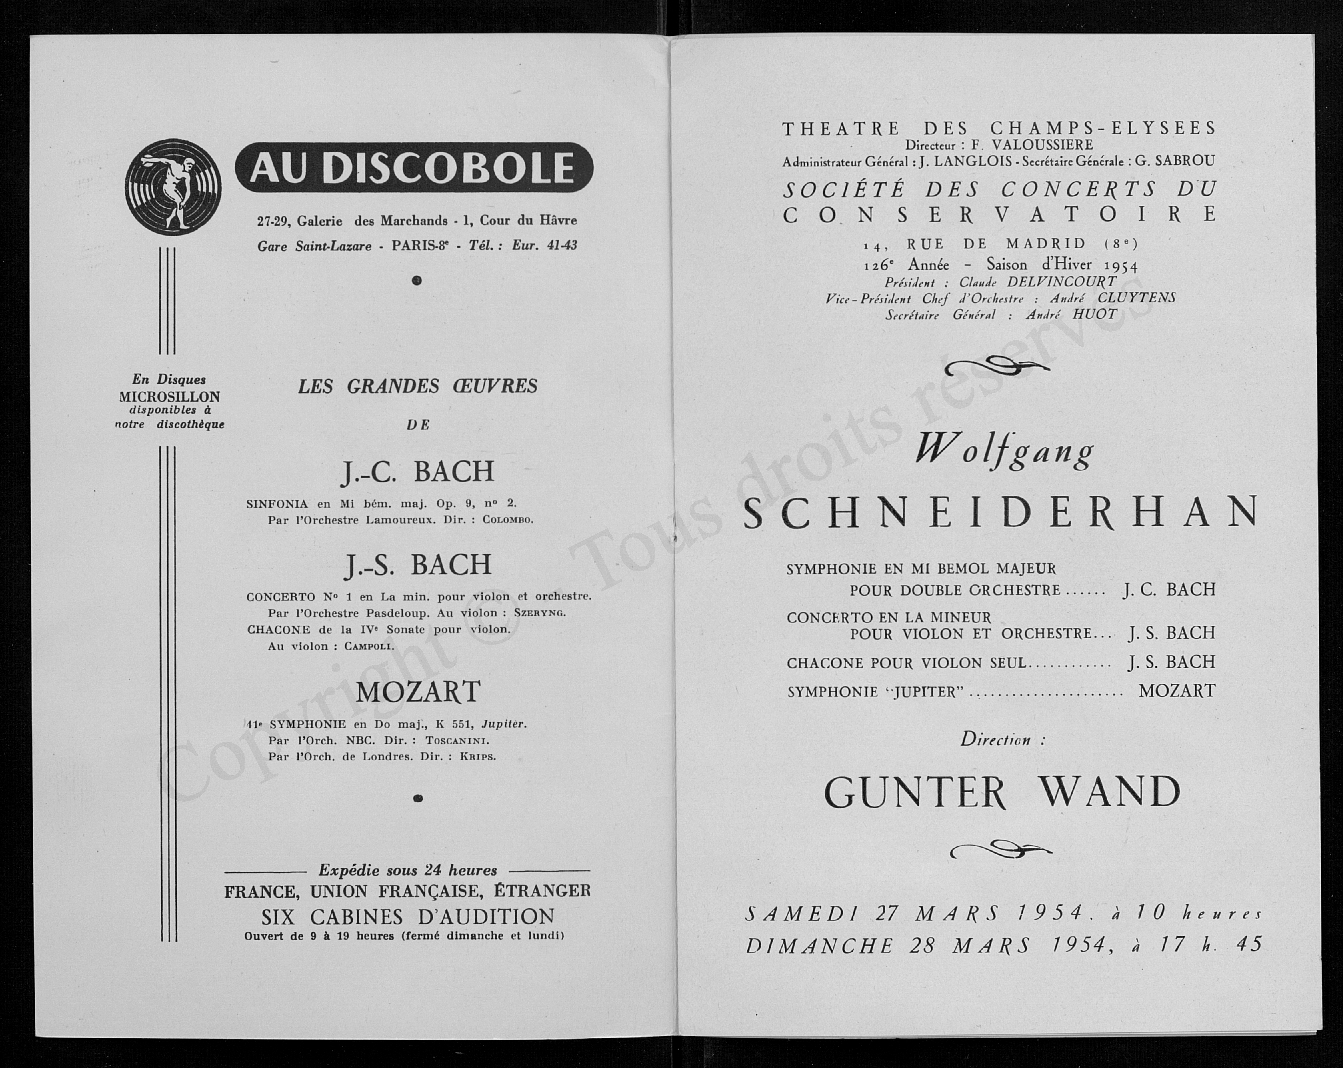 AU DISCOBOLE
27-29, Galerie des Marchands - 1, Cour du Hâvre
Gare Saint-Lazare - PARIS-8e - Tél. : Eur. 41-43
En Disques
MICROSILLON
disponibles à
notre discothèque
LES GRANDES ŒUVRES
DE
J.-C. BACH
SINFONIA en Mi bém. maj. Op. 9, n° 2.
Par l'Orchestre Lamoureux. Dir. : COLOMBO.
J.-S. BACH
CONCERTO N° 1 en La min. pour violon et orchestre.
Par l'Orchestre Pasdeloup. Au violon : SZERYNG.
CHACONE de la IVe Sonate pour violon.
Au violon : CAMPOLI.
MOZART
41e SYMPHONIE en Do maj., K 551, Jupiter.
Par l'Orch. NBC. Dir. : TOSCANINI.
Par l'Orch. de Londres. Dir. : KRIPS.
Expédie sous 24 heures
FRANCE, UNION FRANÇAISE, ÉTRANGER
SIX CABINES D'AUDITION
Ouvert de 9 à 19 heures (fermé dimanche et lundi)
THEATRE DES CHAMPS-ELYSEES
Directeur : F. VALOUSSIERE
Administrateur Général : J. LANGLOIS - Secrétaire Générale : G. SABROU
SOCIÉTÉ DES CONCERTS DU
CONSERVATOIRE
14, RUE DE MADRID (8e)
126e Année - Saison d'Hiver 1954
Président : Claude DELVINCOURT
Vice-Président Chef d'Orchestre : André CLUYTENS
Secrétaire Général : André HUOT
Wolfgang
SCHNEIDERHAN
SYMPHONIE EN MI BEMOL MAJEUR
POUR DOUBLE ORCHESTRE ...... J. C. BACH
CONCERTO EN LA MINEUR
POUR VIOLON ET ORCHESTRE... J. S. BACH
CHACONE POUR VIOLON SEUL............ J. S. BACH
SYMPHONIE "JUPITER" ...................... MOZART
Direction :
GUNTER WAND
SAMEDI 27 MARS 1954. à 10 heures
DIMANCHE 28 MARS 1954, à 17 h. 45
Copyright © Tous droits réservés